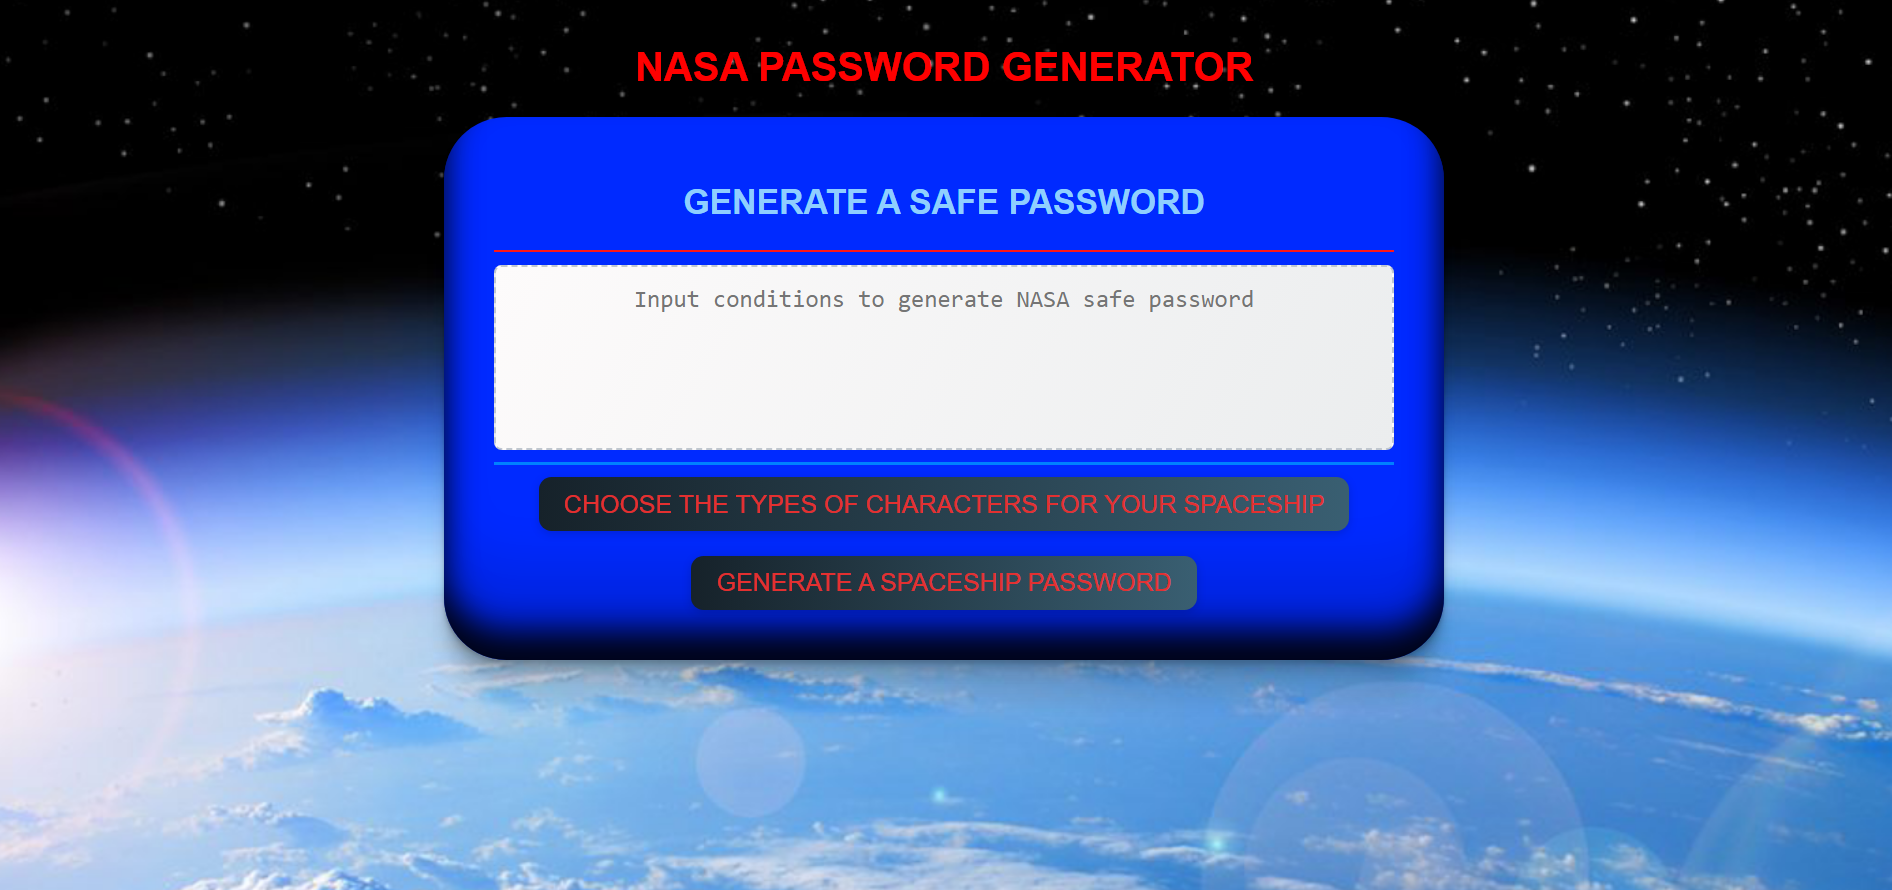 NASA PASSWORD GENERATOR
GENERATE A SAFE PASSWORD
Input conditions to generate NASA safe password
CHOOSE THE TYPES OF CHARACTERS FOR YOUR SPACESHIP
GENERATE A SPACESHIP PASSWORD